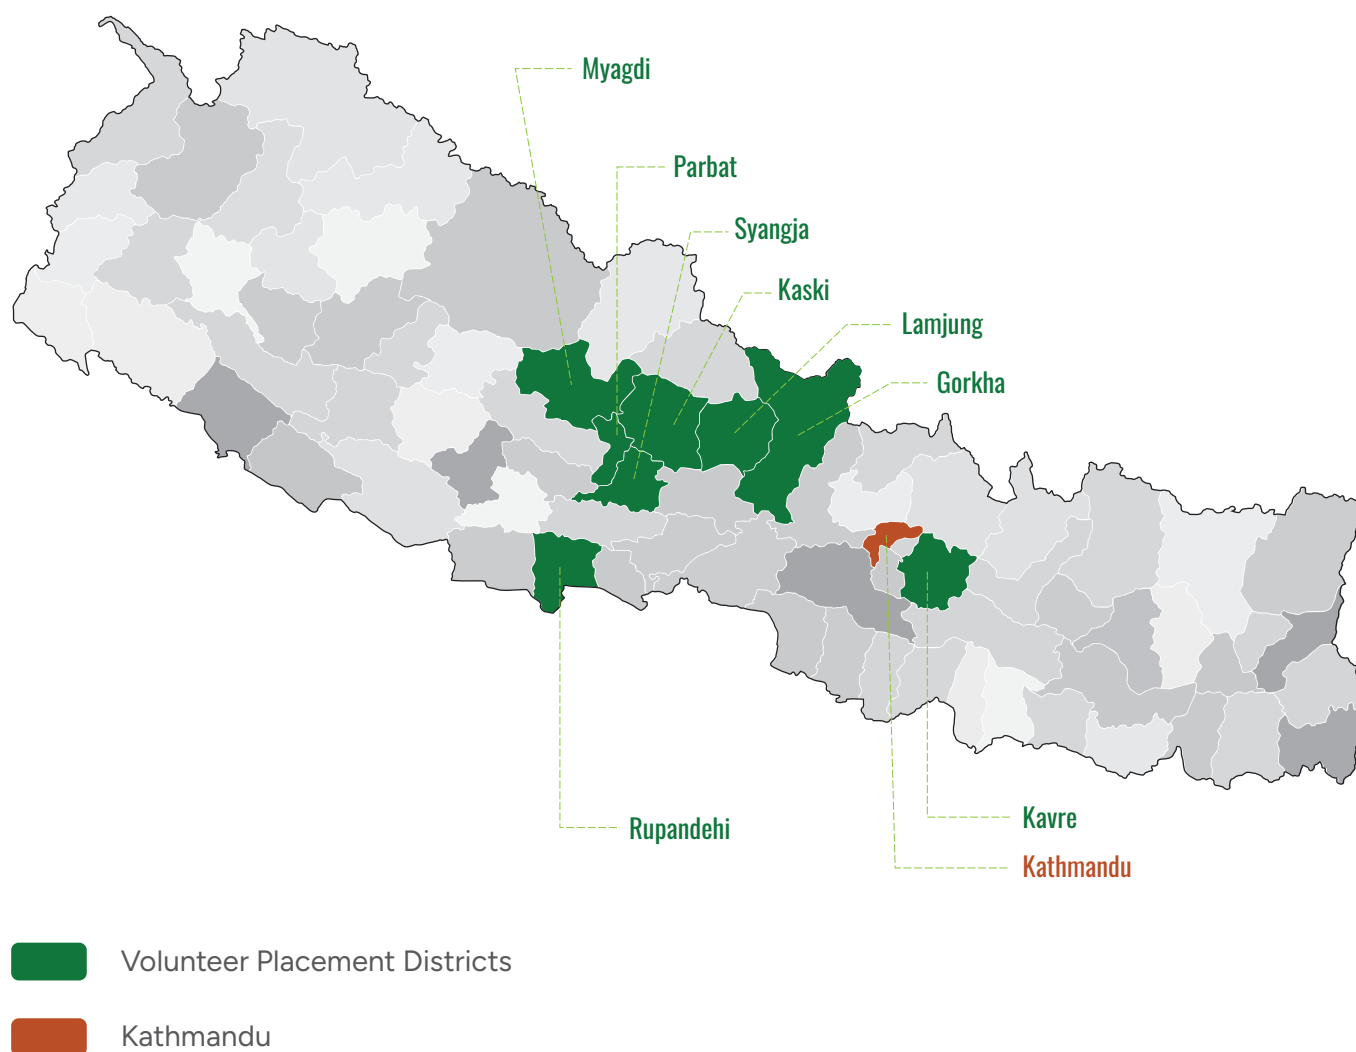 Myagdi
Parbat
Syangja
Kaski
Lamjung
Gorkha
Kavre
Rupandehi
Kathmandu
Volunteer Placement Districts
Kathmandu